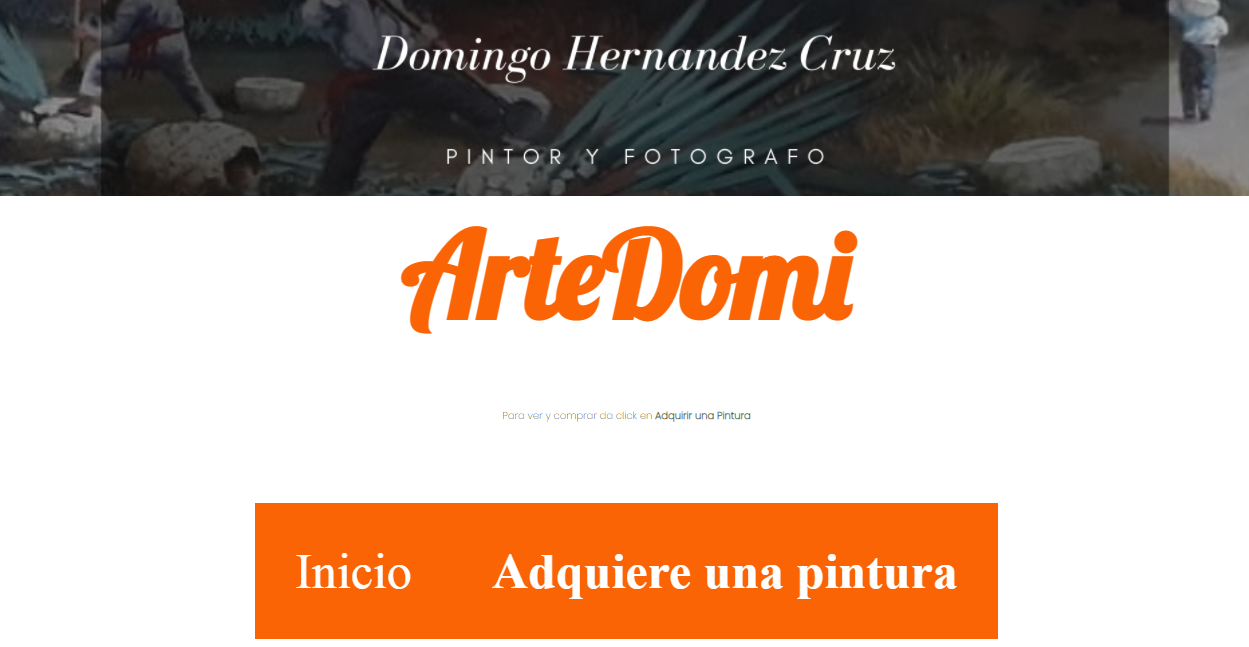 Domingo Hernandez Cruz
PINTOR Y FOTOGRAFO
ArteDomi
Para ver y comprar da click en Adquirir una Pintura
Inicio Adquiere una pintura